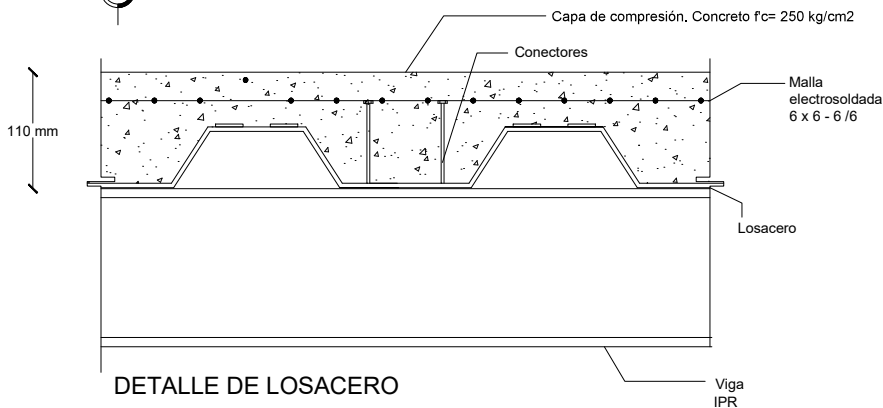 Capa de compresión. Concreto f'c= 250 kg/cm2
Conectores
Malla
electrosoldada
6 x 6 - 6 /6
110 mm
Losacero
DETALLE DE LOSACERO
Viga
IPR